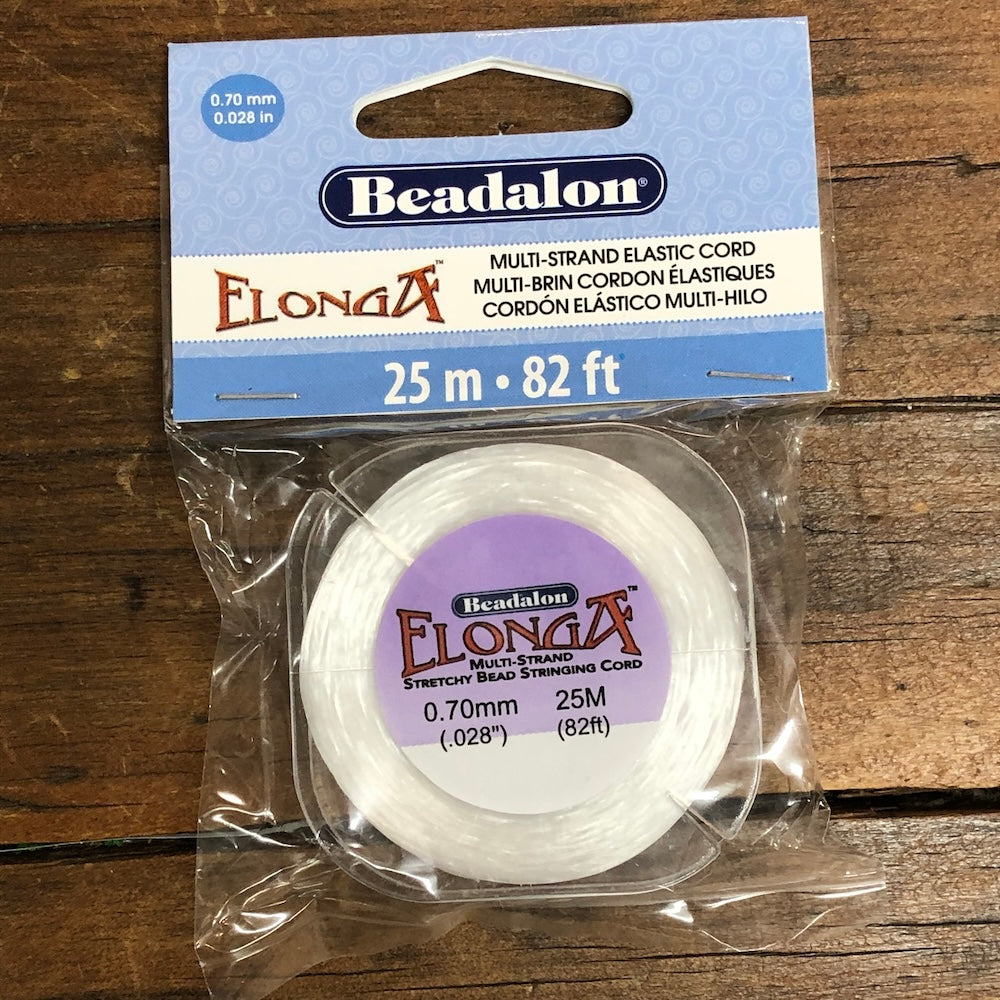 0.70 mm
0.028 in
Beadalon®
ELONGA™
MULTI-STRAND ELASTIC CORD
MULTI-BRIN CORDON ÉLASTIQUES
CORDÓN ELÁSTICO MULTI-HILO
25 m • 82 ft
Beadalon
ELONGA™
MULTI-STRAND
STRETCHY BEAD STRINGING CORD
0.70mm 25M
(.028") (82ft)